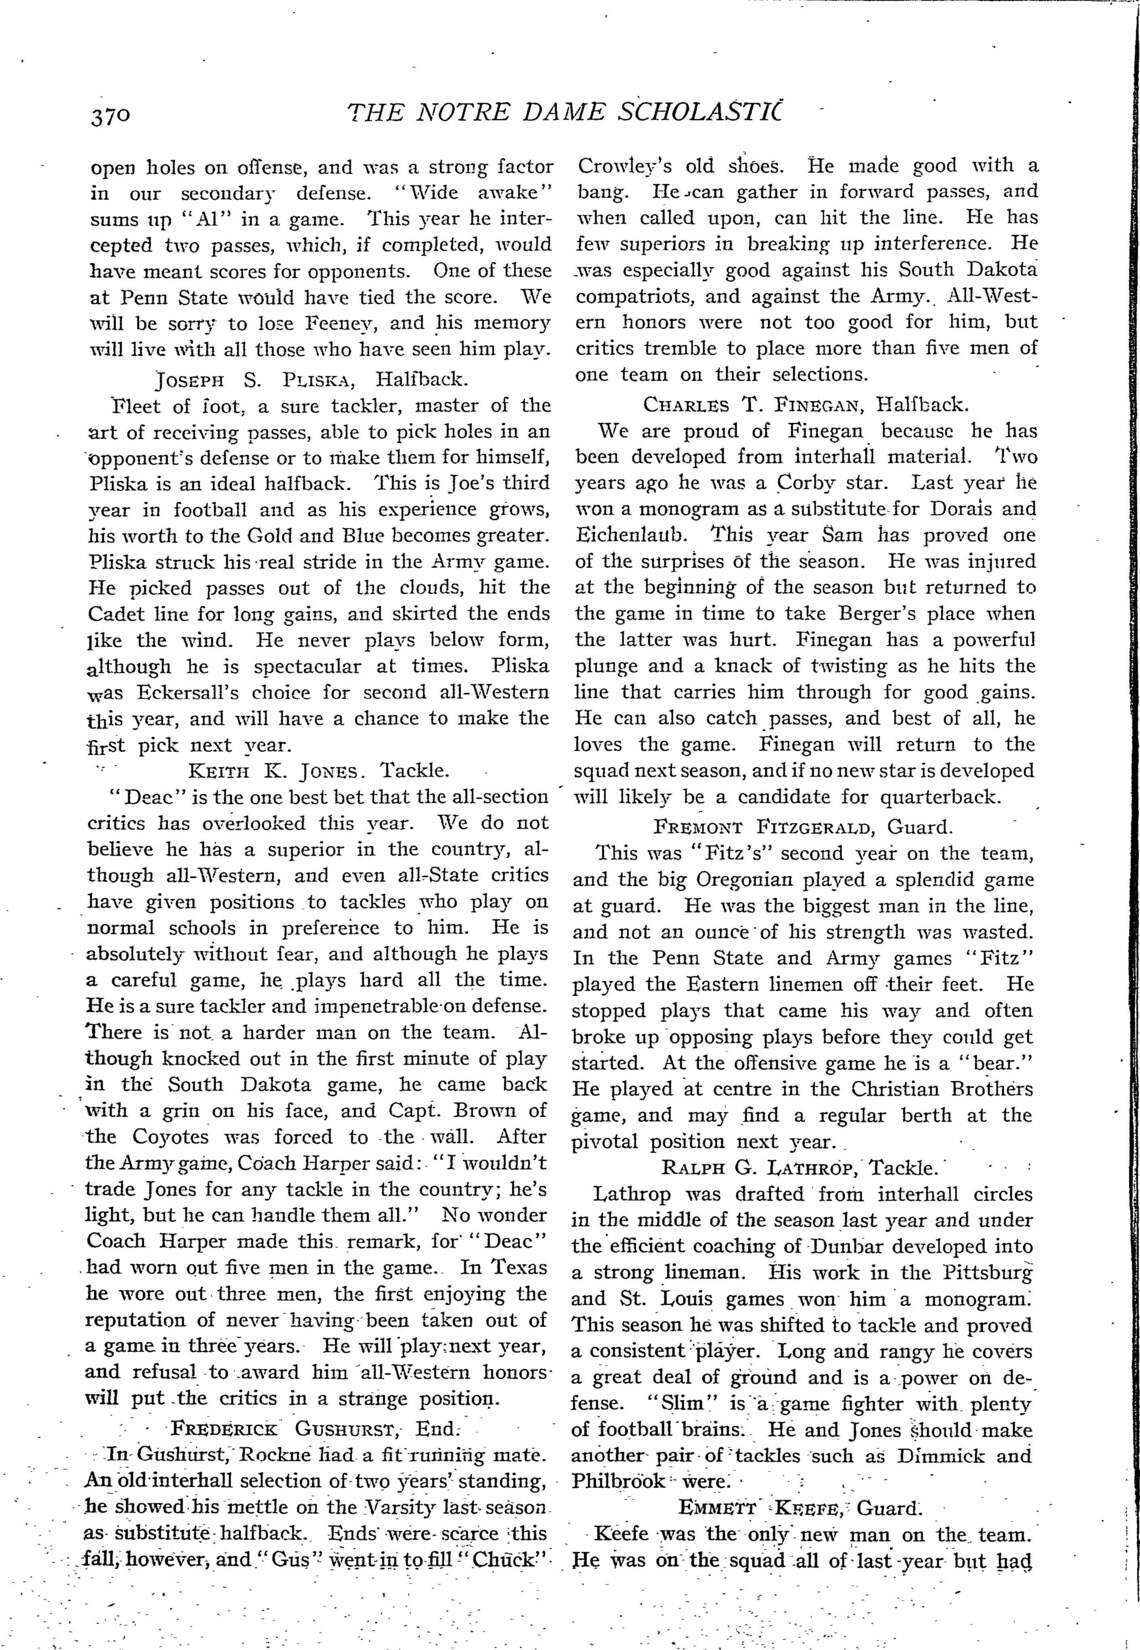 370
THE NOTRE DAME SCHOLASTIC
open holes on offense, and was a strong factor
in our secondary defense. "Wide awake"
sums up "Al" in a game. This year he inter-
cepted two passes, which, if completed, would
have meant scores for opponents. One of these
at Penn State would have tied the score. We
will be sorry to lose Feeney, and his memory
will live with all those who have seen him play.
JOSEPH S. PLISKA, Halfback.
Fleet of foot, a sure tackler, master of the
art of receiving passes, able to pick holes in an
opponent's defense or to make them for himself,
Pliska is an ideal halfback. This is Joe's third
year in football and as his experience grows,
his worth to the Gold and Blue becomes greater.
Pliska struck his real stride in the Army game.
He picked passes out of the clouds, hit the
Cadet line for long gains, and skirted the ends
like the wind. He never plays below form,
although he is spectacular at times. Pliska
was Eckersall's choice for second all-Western
this year, and will have a chance to make the
first pick next year.
KEITH K. JONES. Tackle.
"Deac" is the one best bet that the all-section
critics has overlooked this year. We do not
believe he has a superior in the country, al-
though all-Western, and even all-State critics
have given positions to tackles who play on
normal schools in preference to him. He is
absolutely without fear, and although he plays
a careful game, he plays hard all the time.
He is a sure tackler and impenetrable on defense.
There is not a harder man on the team. Al-
though knocked out in the first minute of play
in the South Dakota game, he came back
with a grin on his face, and Capt. Brown of
the Coyotes was forced to the wall. After
the Army game, Coach Harper said: "I wouldn't
trade Jones for any tackle in the country; he's
light, but he can handle them all." No wonder
Coach Harper made this remark, for "Deac"
had worn out five men in the game. In Texas
he wore out three men, the first enjoying the
reputation of never having been taken out of
a game in three years. He will play next year,
and refusal to award him all-Western honors
will put the critics in a strange position.
FREDERICK GUSHURST, End.
In Gushurst, Rockne had a fit running mate.
An old interhall selection of two years' standing,
he showed his mettle on the Varsity last season
as substitute halfback. Ends were scarce this
fall, however, and "Gus" went in to fill "Chuck"
Crowley's old shoes. He made good with a
bang. He can gather in forward passes, and
when called upon, can hit the line. He has
few superiors in breaking up interference. He
was especially good against his South Dakota
compatriots, and against the Army. All-West-
ern honors were not too good for him, but
critics tremble to place more than five men of
one team on their selections.
CHARLES T. FINEGAN, Halfback.
We are proud of Finegan because he has
been developed from interhall material. Two
years ago he was a Corby star. Last year he
won a monogram as a substitute for Dorais and
Eichenlaub. This year Sam has proved one
of the surprises of the season. He was injured
at the beginning of the season but returned to
the game in time to take Berger's place when
the latter was hurt. Finegan has a powerful
plunge and a knack of twisting as he hits the
line that carries him through for good gains.
He can also catch passes, and best of all, he
loves the game. Finegan will return to the
squad next season, and if no new star is developed
will likely be a candidate for quarterback.
FREMONT FITZGERALD, Guard.
This was "Fitz's" second year on the team,
and the big Oregonian played a splendid game
at guard. He was the biggest man in the line,
and not an ounce of his strength was wasted.
In the Penn State and Army games "Fitz"
played the Eastern linemen off their feet. He
stopped plays that came his way and often
broke up opposing plays before they could get
started. At the offensive game he is a "bear."
He played at centre in the Christian Brothers
game, and may find a regular berth at the
pivotal position next year.
RALPH G. LATHROP, Tackle.
Lathrop was drafted from interhall circles
in the middle of the season last year and under
the efficient coaching of Dunbar developed into
a strong lineman. His work in the Pittsburg
and St. Louis games won him a monogram.
This season he was shifted to tackle and proved
a consistent player. Long and rangy he covers
a great deal of ground and is a power on de-
fense. "Slim" is a game fighter with plenty
of football brains. He and Jones should make
another pair of tackles such as Dimmick and
Philbrook were.
EMMETT KEEFE, Guard.
Keefe was the only new man on the team.
He was on the squad all of last year but had